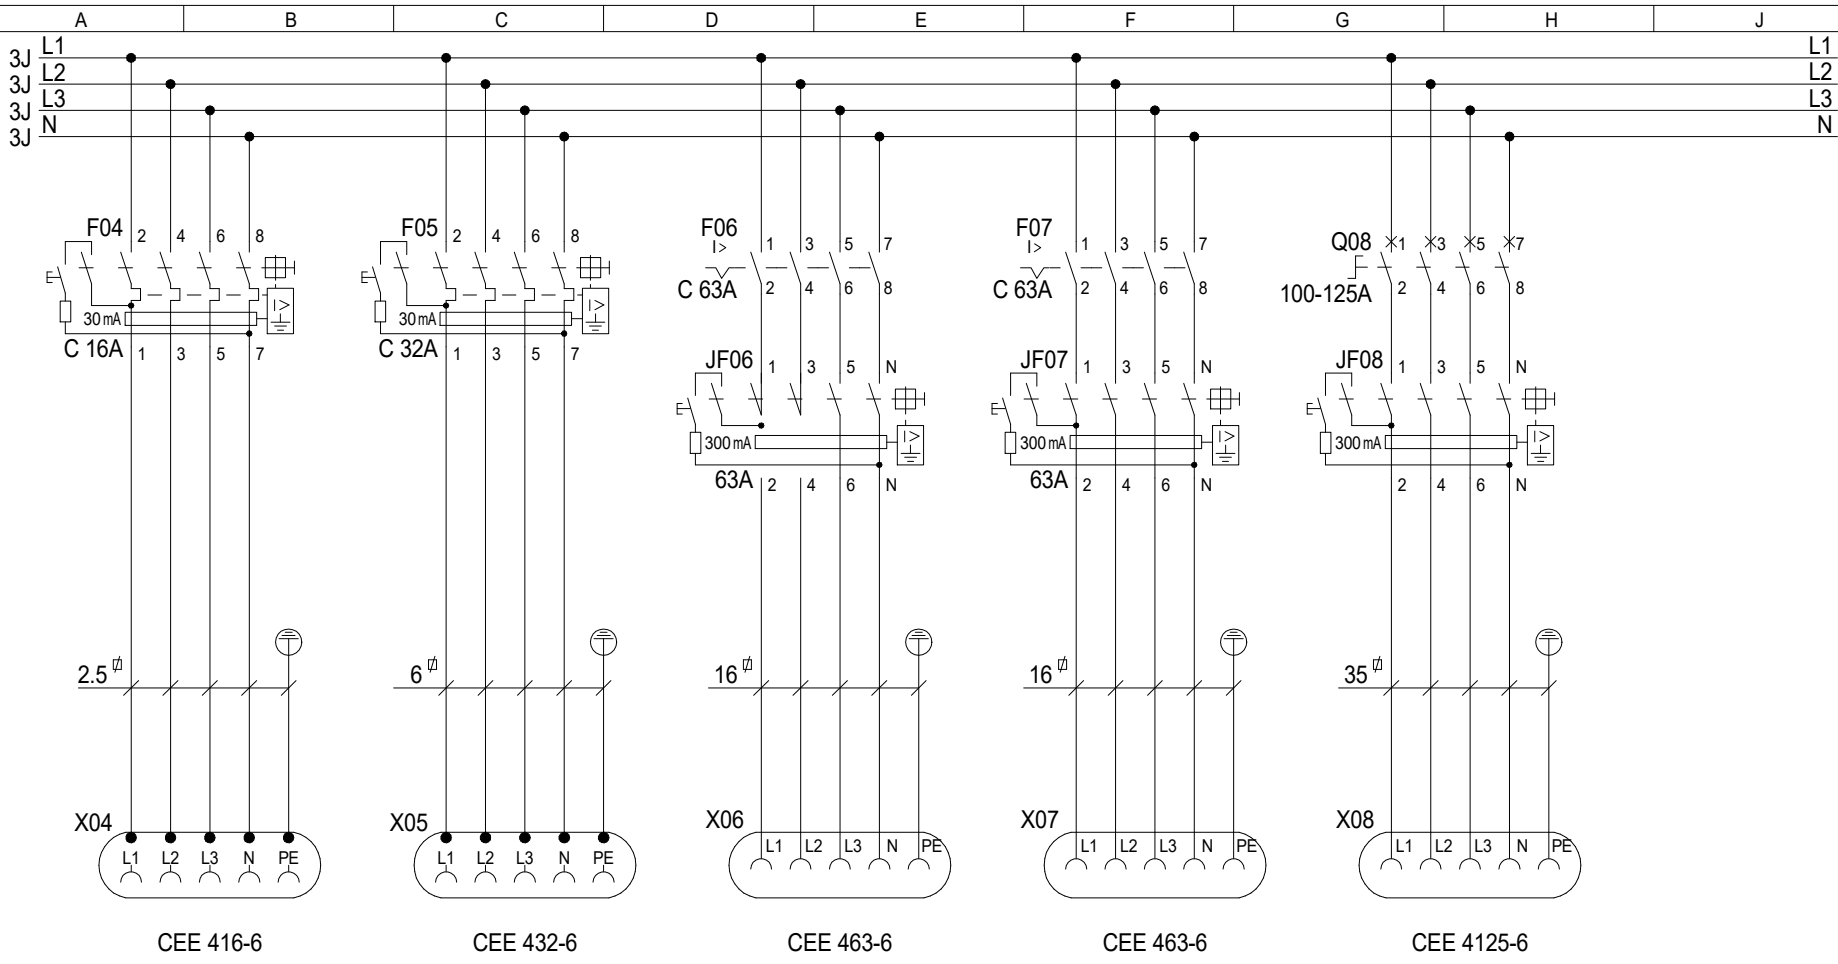 A B C D E F G H J
L1 L1
3J
L2 L2
3J
L3 L3
3J
N N
3J
F04 2 4 6 8 F05 2 4 6 8 F06 1 3 5 7 F07 1 3 5 7 Q08 1 3 5 7
I> I>
C 63A 2 4 6 8 C 63A 2 4 6 8 100-125A 2 4 6 8
30 mA I> 30 mA I>
C 16A 1 3 5 7 C 32A 1 3 5 7
JF06 1 3 5 N JF07 1 3 5 N JF08 1 3 5 N
300 mA I> 300 mA I> 300 mA I>
63A 2 4 6 N 63A 2 4 6 N 2 4 6 N
2.5 6 16 16 35
X04 X05 X06 X07 X08
L1 L2 L3 N PE L1 L2 L3 N PE L1 L2 L3 N PE L1 L2 L3 N PE L1 L2 L3 N PE
CEE 416-6 CEE 432-6 CEE 463-6 CEE 463-6 CEE 4125-6